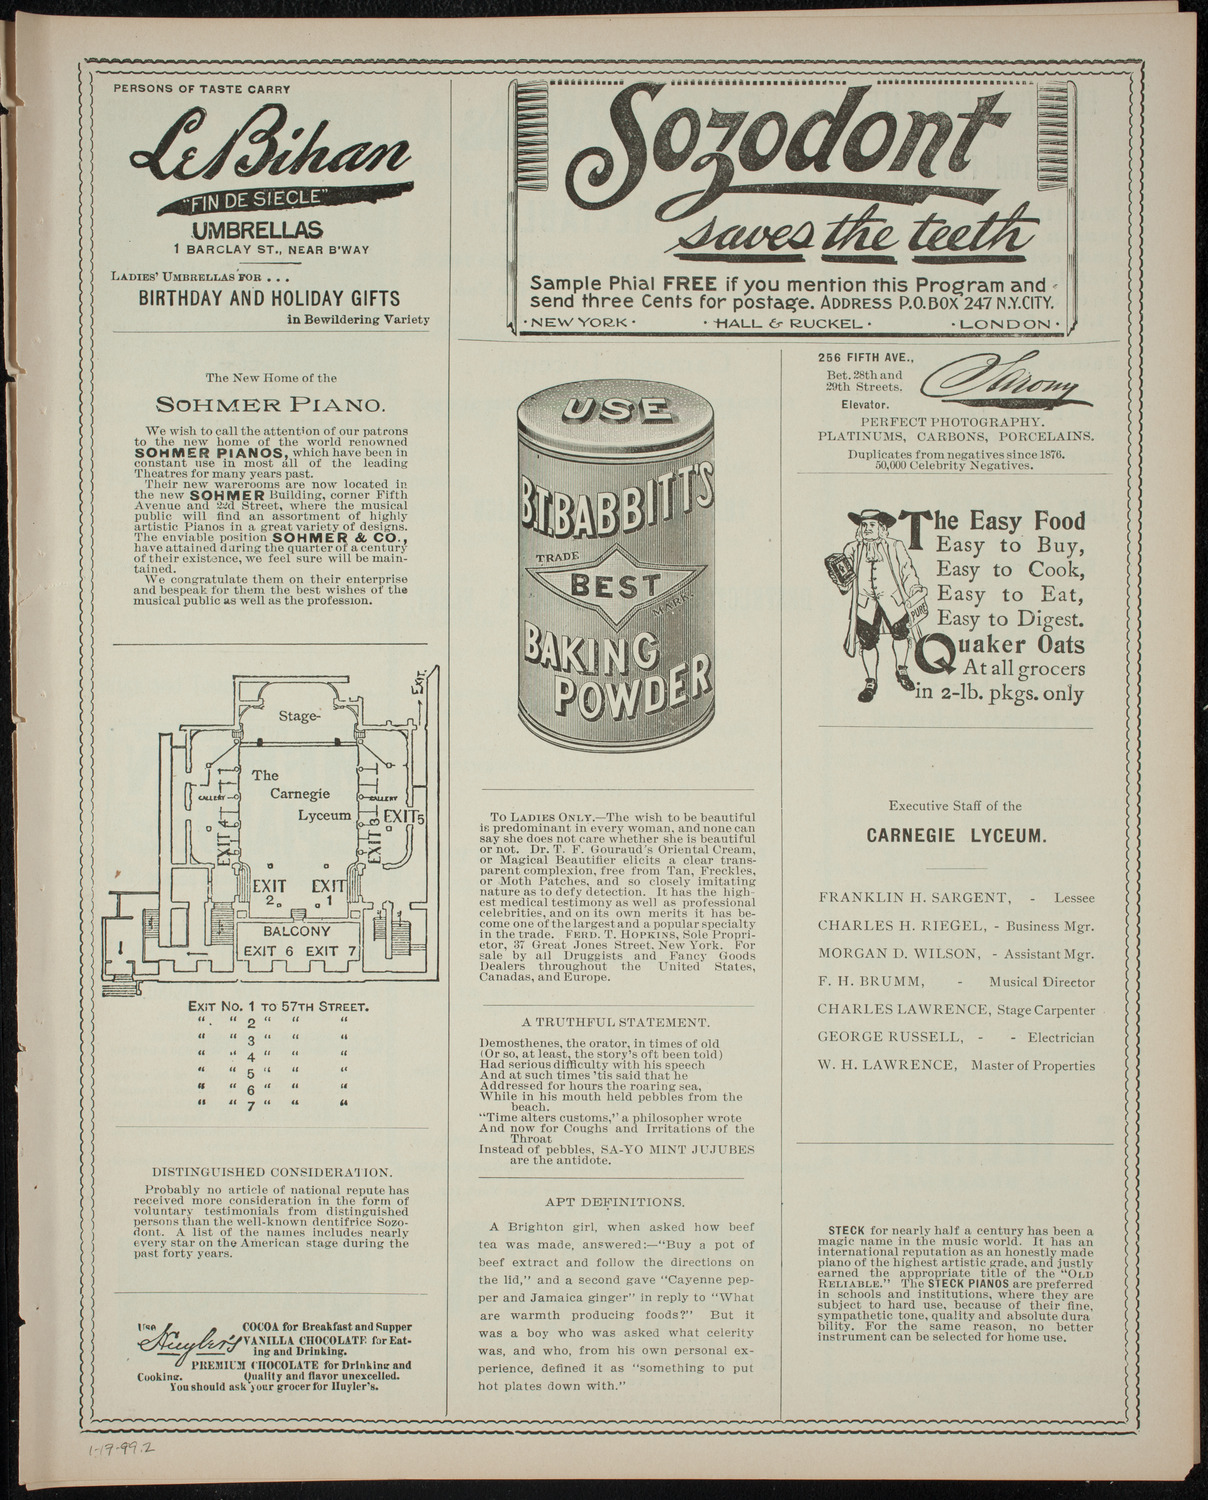 PERSONS OF TASTE CARRY
Le Bihan
"FIN DE SIECLE"
UMBRELLAS
1 BARCLAY ST., NEAR B'WAY
LADIES' UMBRELLAS FOR . . .
BIRTHDAY AND HOLIDAY GIFTS
in Bewildering Variety
Sozodont
saves the teeth
Sample Phial FREE if you mention this Program and
send three Cents for postage. ADDRESS P.O.BOX 247 N.Y.CITY.
· NEW YORK · · HALL & RUCKEL · · LONDON ·
The New Home of the
SOHMER PIANO.
We wish to call the attention of our patrons
to the new home of the world renowned
SOHMER PIANOS, which have been in
constant use in most all of the leading
Theatres for many years past.
Their new warerooms are now located in
the new SOHMER Building, corner Fifth
Avenue and 22d Street, where the musical
public will find an assortment of highly
artistic Pianos in a great variety of designs.
The enviable position SOHMER & CO.,
have attained during the quarter of a century
of their existence, we feel sure will be main-
tained.
We congratulate them on their enterprise
and bespeak for them the best wishes of the
musical public as well as the profession.
EXIT.
Stage-
The
Carnegie
Lyceum
GALLERY
GALLERY
EXIT 4
EXIT 3
EXIT 5
EXIT
2
EXIT
1
BALCONY
EXIT 6 EXIT 7
EXIT NO. 1 TO 57TH STREET.
" " 2 " " "
" " 3 " " "
" " 4 " " "
" " 5 " " "
" " 6 " " "
" " 7 " " "
DISTINGUISHED CONSIDERATION.
Probably no article of national repute has
received more consideration in the form of
voluntary testimonials from distinguished
persons than the well-known dentifrice Sozo-
dont. A list of the names includes nearly
every star on the American stage during the
past forty years.
Use
Huyler's
COCOA for Breakfast and Supper
VANILLA CHOCOLATE for Eat-
ing and Drinking.
PREMIUM CHOCOLATE for Drinking and
Cooking. Quality and flavor unexcelled.
You should ask your grocer for Huyler's.
USE
B.T. BABBITT'S
TRADE
BEST
MARK.
BAKING
POWDER
TO LADIES ONLY.—The wish to be beautiful
is predominant in every woman, and none can
say she does not care whether she is beautiful
or not. Dr. T. F. Gouraud's Oriental Cream,
or Magical Beautifier elicits a clear trans-
parent complexion, free from Tan, Freckles,
or Moth Patches, and so closely imitating
nature as to defy detection. It has the high-
est medical testimony as well as professional
celebrities, and on its own merits it has be-
come one of the largest and a popular specialty
in the trade. FERD. T. HOPKINS, Sole Propri-
etor, 37 Great Jones Street, New York. For
sale by all Druggists and Fancy Goods
Dealers throughout the United States,
Canadas, and Europe.
A TRUTHFUL STATEMENT.
Demosthenes, the orator, in times of old
(Or so, at least, the story's oft been told)
Had serious difficulty with his speech
And at such times 'tis said that he
Addressed for hours the roaring sea,
While in his mouth held pebbles from the
beach.
"Time alters customs," a philosopher wrote
And now for Coughs and Irritations of the
Throat
Instead of pebbles, SA-YO MINT JUJUBES
are the antidote.
APT DEFINITIONS.
A Brighton girl, when asked how beef
tea was made, answered:—"Buy a pot of
beef extract and follow the directions on
the lid," and a second gave "Cayenne pep-
per and Jamaica ginger" in reply to "What
are warmth producing foods?" But it
was a boy who was asked what celerity
was, and who, from his own personal ex-
perience, defined it as "something to put
hot plates down with."
256 FIFTH AVE.,
Bet. 28th and
29th Streets.
Elevator.
Sarony
PERFECT PHOTOGRAPHY.
PLATINUMS, CARBONS, PORCELAINS.
Duplicates from negatives since 1876.
50,000 Celebrity Negatives.
PURE
The Easy Food
Easy to Buy,
Easy to Cook,
Easy to Eat,
Easy to Digest.
Quaker Oats
At all grocers
in 2-lb. pkgs. only
Executive Staff of the
CARNEGIE LYCEUM.
FRANKLIN H. SARGENT, - Lessee
CHARLES H. RIEGEL, - Business Mgr.
MORGAN D. WILSON, - Assistant Mgr.
F. H. BRUMM, - Musical Director
CHARLES LAWRENCE, Stage Carpenter
GEORGE RUSSELL, - - Electrician
W. H. LAWRENCE, Master of Properties
STECK for nearly half a century has been a
magic name in the music world. It has an
international reputation as an honestly made
piano of the highest artistic grade, and justly
earned the appropriate title of the "OLD
RELIABLE." The STECK PIANOS are preferred
in schools and institutions, where they are
subject to hard use, because of their fine,
sympathetic tone, quality and absolute dura
bility. For the same reason, no better
instrument can be selected for home use.
1-17-99.2